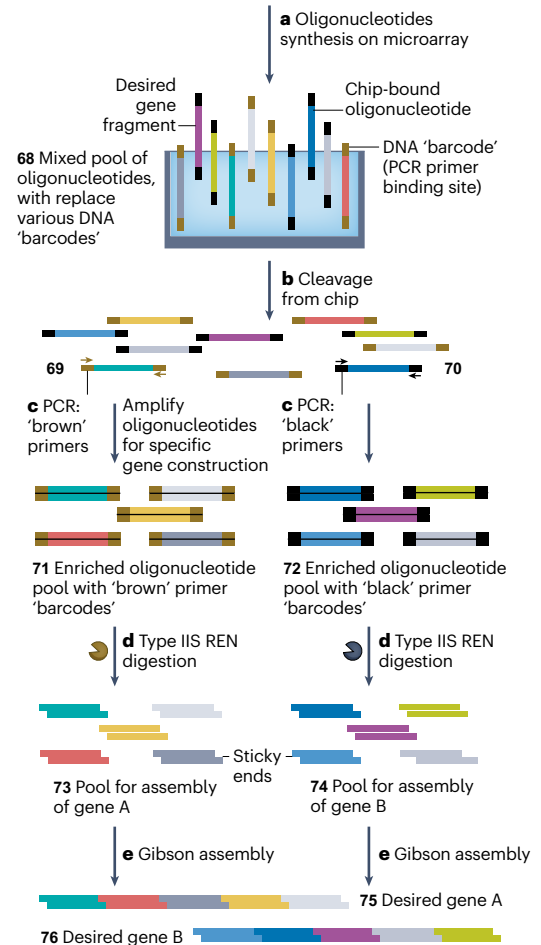 a Oligonucleotides
synthesis on microarray
Desired
gene
fragment
Chip-bound
oligonucleotide
68 Mixed pool of
oligonucleotides,
with replace
various DNA
‘barcodes’
DNA ‘barcode’
(PCR primer
binding site)
b Cleavage
from chip
69
70
c PCR:
‘brown’
primers
Amplify
oligonucleotides
for specific
gene construction
c PCR:
‘black’
primers
71 Enriched oligonucleotide
pool with ‘brown’ primer
‘barcodes’
72 Enriched oligonucleotide
pool with ‘black’ primer
‘barcodes’
d Type IIS REN
digestion
d Type IIS REN
digestion
Sticky
ends
73 Pool for assembly
of gene A
74 Pool for assembly
of gene B
e Gibson assembly
e Gibson assembly
75 Desired gene A
76 Desired gene B